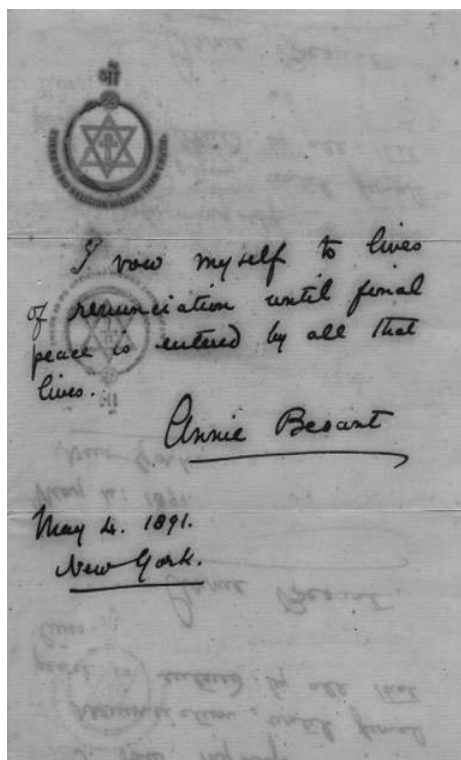 I vow myself to lives
of renunciation until final
peace is entered by all that
lives.
Annie Besant
May 4. 1891.
New York.